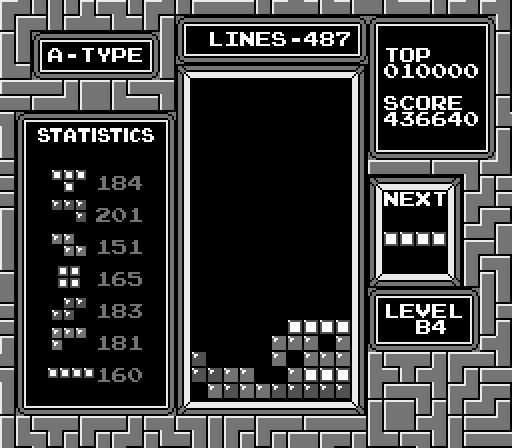 A-TYPE
LINES-487
TOP
010000
SCORE
436640
STATISTICS
184
201
151
165
183
181
160
NEXT
LEVEL
B4